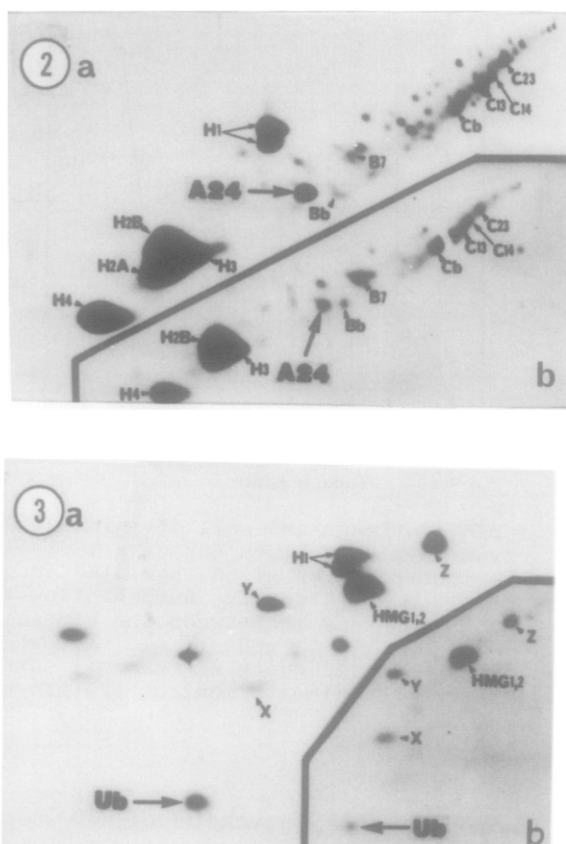 2 a
C23
C14
C13
Cb
H1
B7
A24
Bb
H2B
H2A
H3
H4
C23
C14
C13
Cb
B7
Bb
H2B
H3
A24
H4
b
3 a
H1
Z
Y
HMG1,2
X
Z
HMG1,2
Y
X
Ub
Ub
b